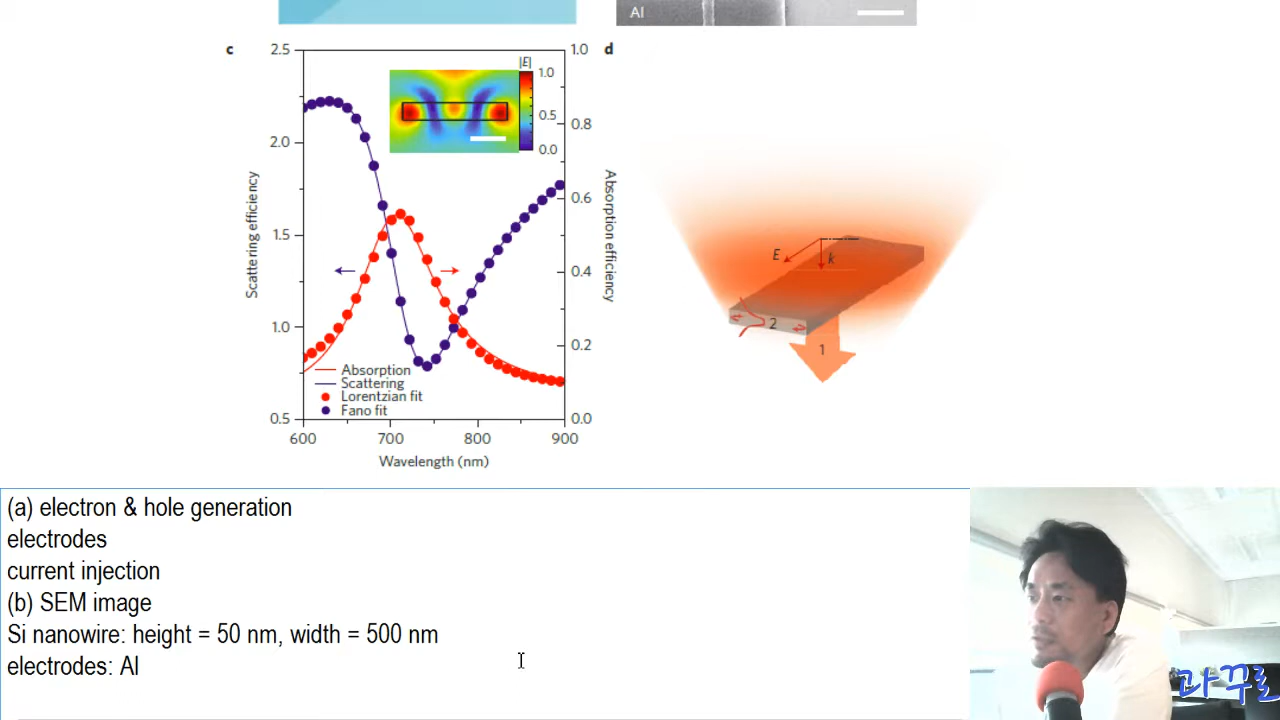 Al
c
2.5
2.0
1.5
1.0
0.5
Scattering efficiency
|E|
1.0
0.5
0.0
1.0
0.8
0.6
0.4
0.2
0.0
Absorption efficiency
Absorption
Scattering
Lorentzian fit
Fano fit
600 700 800 900
Wavelength (nm)
d
E
k
2
1
(a) electron & hole generation
electrodes
current injection
(b) SEM image
Si nanowire: height = 50 nm, width = 500 nm
electrodes: Al
과꾸로